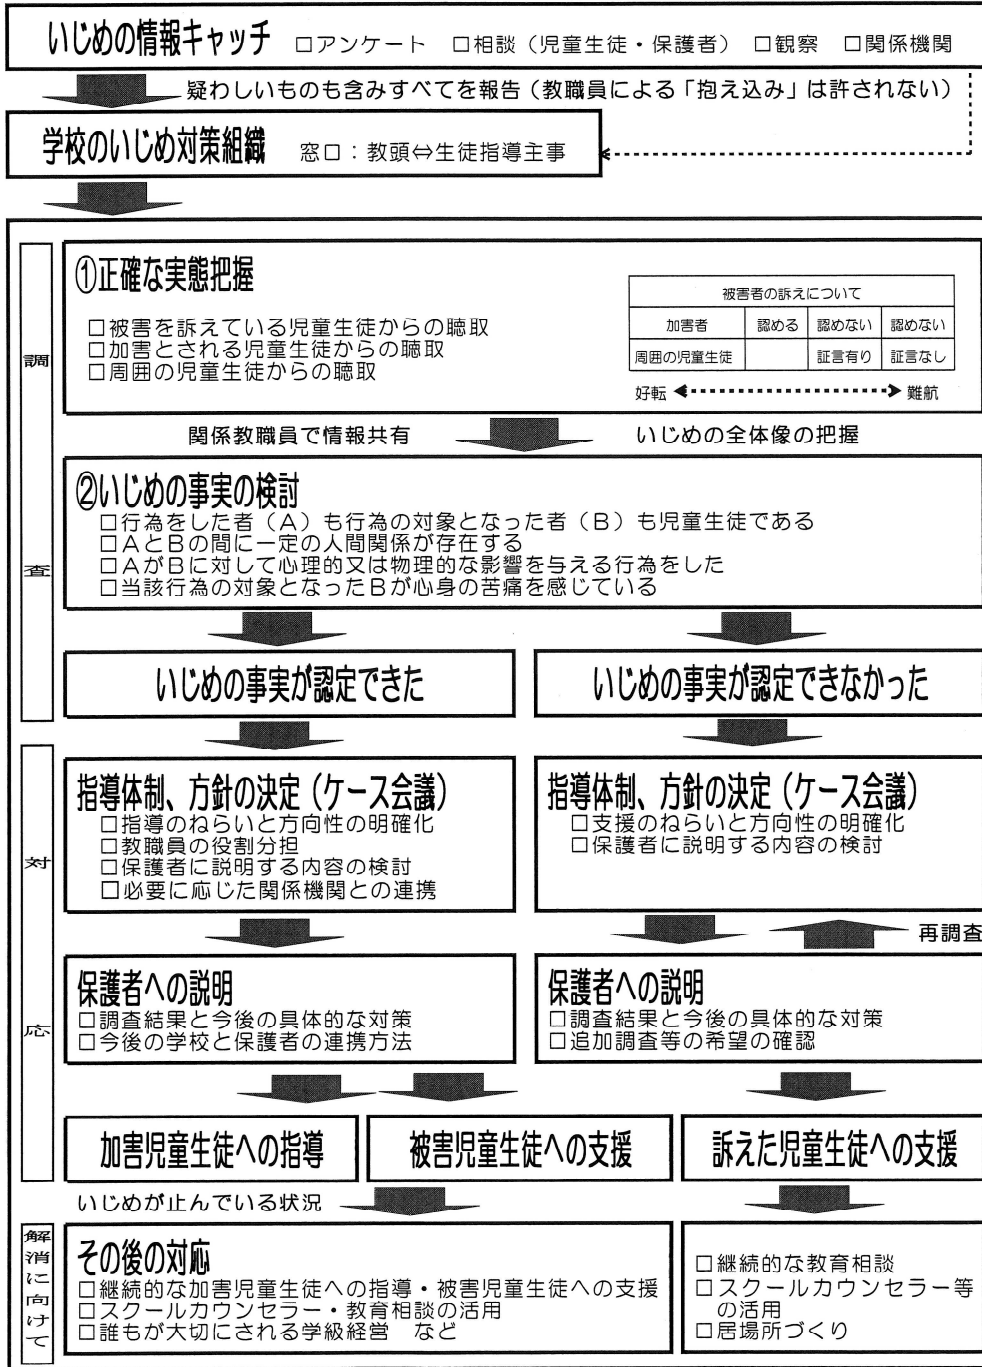 いじめの情報キャッチ □アンケート □相談（児童生徒・保護者） □観察 □関係機関
疑わしいものも含みすべてを報告（教職員による「抱え込み」は許されない）
学校のいじめ対策組織 窓口：教頭⇔生徒指導主事
調査
①正確な実態把握
□被害を訴えている児童生徒からの聴取
□加害とされる児童生徒からの聴取
□周囲の児童生徒からの聴取
被害者の訴えについて
加害者 認める 認めない 認めない
周囲の児童生徒 証言有り 証言なし
好転 難航
関係教職員で情報共有 いじめの全体像の把握
②いじめの事実の検討
□行為をした者（A）も行為の対象となった者（B）も児童生徒である
□AとBの間に一定の人間関係が存在する
□AがBに対して心理的又は物理的な影響を与える行為をした
□当該行為の対象となったBが心身の苦痛を感じている
いじめの事実が認定できた
いじめの事実が認定できなかった
対応
指導体制、方針の決定（ケース会議）
□指導のねらいと方向性の明確化
□教職員の役割分担
□保護者に説明する内容の検討
□必要に応じた関係機関との連携
指導体制、方針の決定（ケース会議）
□支援のねらいと方向性の明確化
□保護者に説明する内容の検討
再調査
保護者への説明
□調査結果と今後の具体的な対策
□今後の学校と保護者の連携方法
保護者への説明
□調査結果と今後の具体的な対策
□追加調査等の希望の確認
加害児童生徒への指導
被害児童生徒への支援
訴えた児童生徒への支援
いじめが止んでいる状況
解消に向けて
その後の対応
□継続的な加害児童生徒への指導・被害児童生徒への支援
□スクールカウンセラー・教育相談の活用
□誰もが大切にされる学級経営 など
□継続的な教育相談
□スクールカウンセラー等
の活用
□居場所づくり